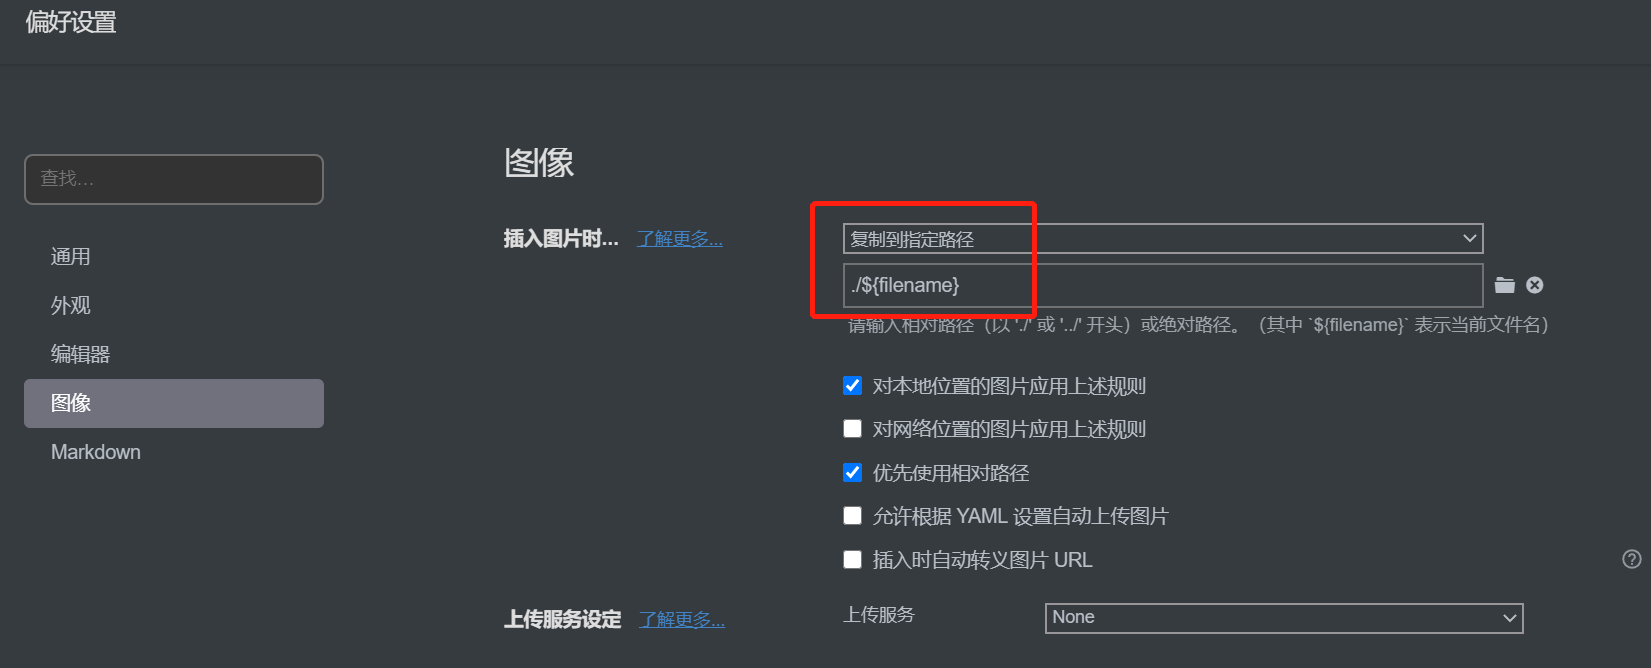 偏好设置
查找...
通用
外观
编辑器
图像
Markdown
图像
插入图片时... 了解更多...
复制到指定路径
./${filename}
请输入相对路径（以 './' 或 '../' 开头）或绝对路径。（其中 `${filename}` 表示当前文件名）
对本地位置的图片应用上述规则
对网络位置的图片应用上述规则
优先使用相对路径
允许根据 YAML 设置自动上传图片
插入时自动转义图片 URL
上传服务设定 了解更多...
上传服务
None